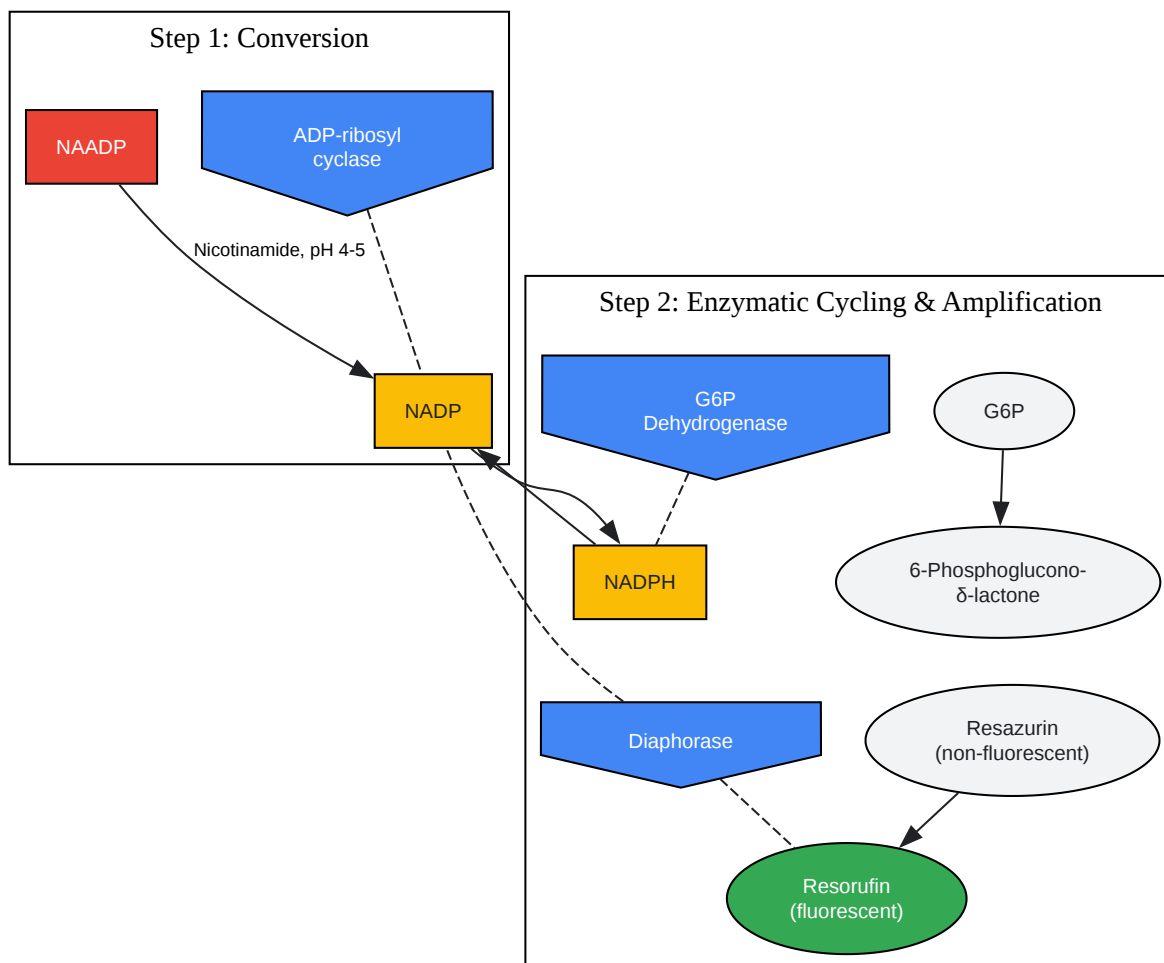 Step 1: Conversion
NAADP
ADP-ribosyl
cyclase
Nicotinamide, pH 4-5
NADP
Step 2: Enzymatic Cycling & Amplification
G6P
Dehydrogenase
G6P
NADPH
6-Phosphoglucono-
δ-lactone
Diaphorase
Resazurin
(non-fluorescent)
Resorufin
(fluorescent)